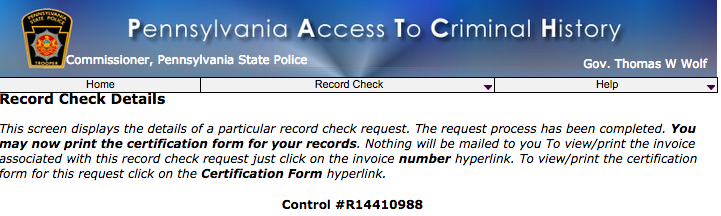 PENNSYLVANIA
STATE POLICE
TROOPER
Pennsylvania Access To Criminal History
Commissioner, Pennsylvania State Police
Gov. Thomas W Wolf
Home Record Check Help
Record Check Details
This screen displays the details of a particular record check request. The request process has been completed. You
may now print the certification form for your records. Nothing will be mailed to you To view/print the invoice
associated with this record check request just click on the invoice number hyperlink. To view/print the certification
form for this request click on the Certification Form hyperlink.
Control #R14410988